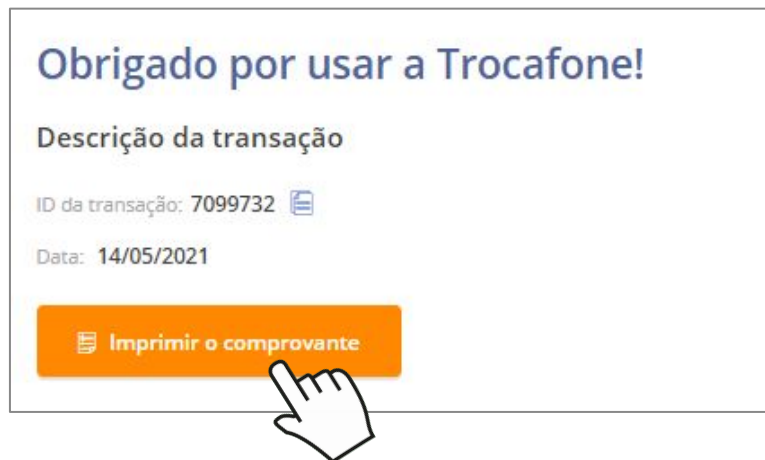 Obrigado por usar a Trocafone!
Descrição da transação
ID da transação: 7099732
Data: 14/05/2021
Imprimir o comprovante